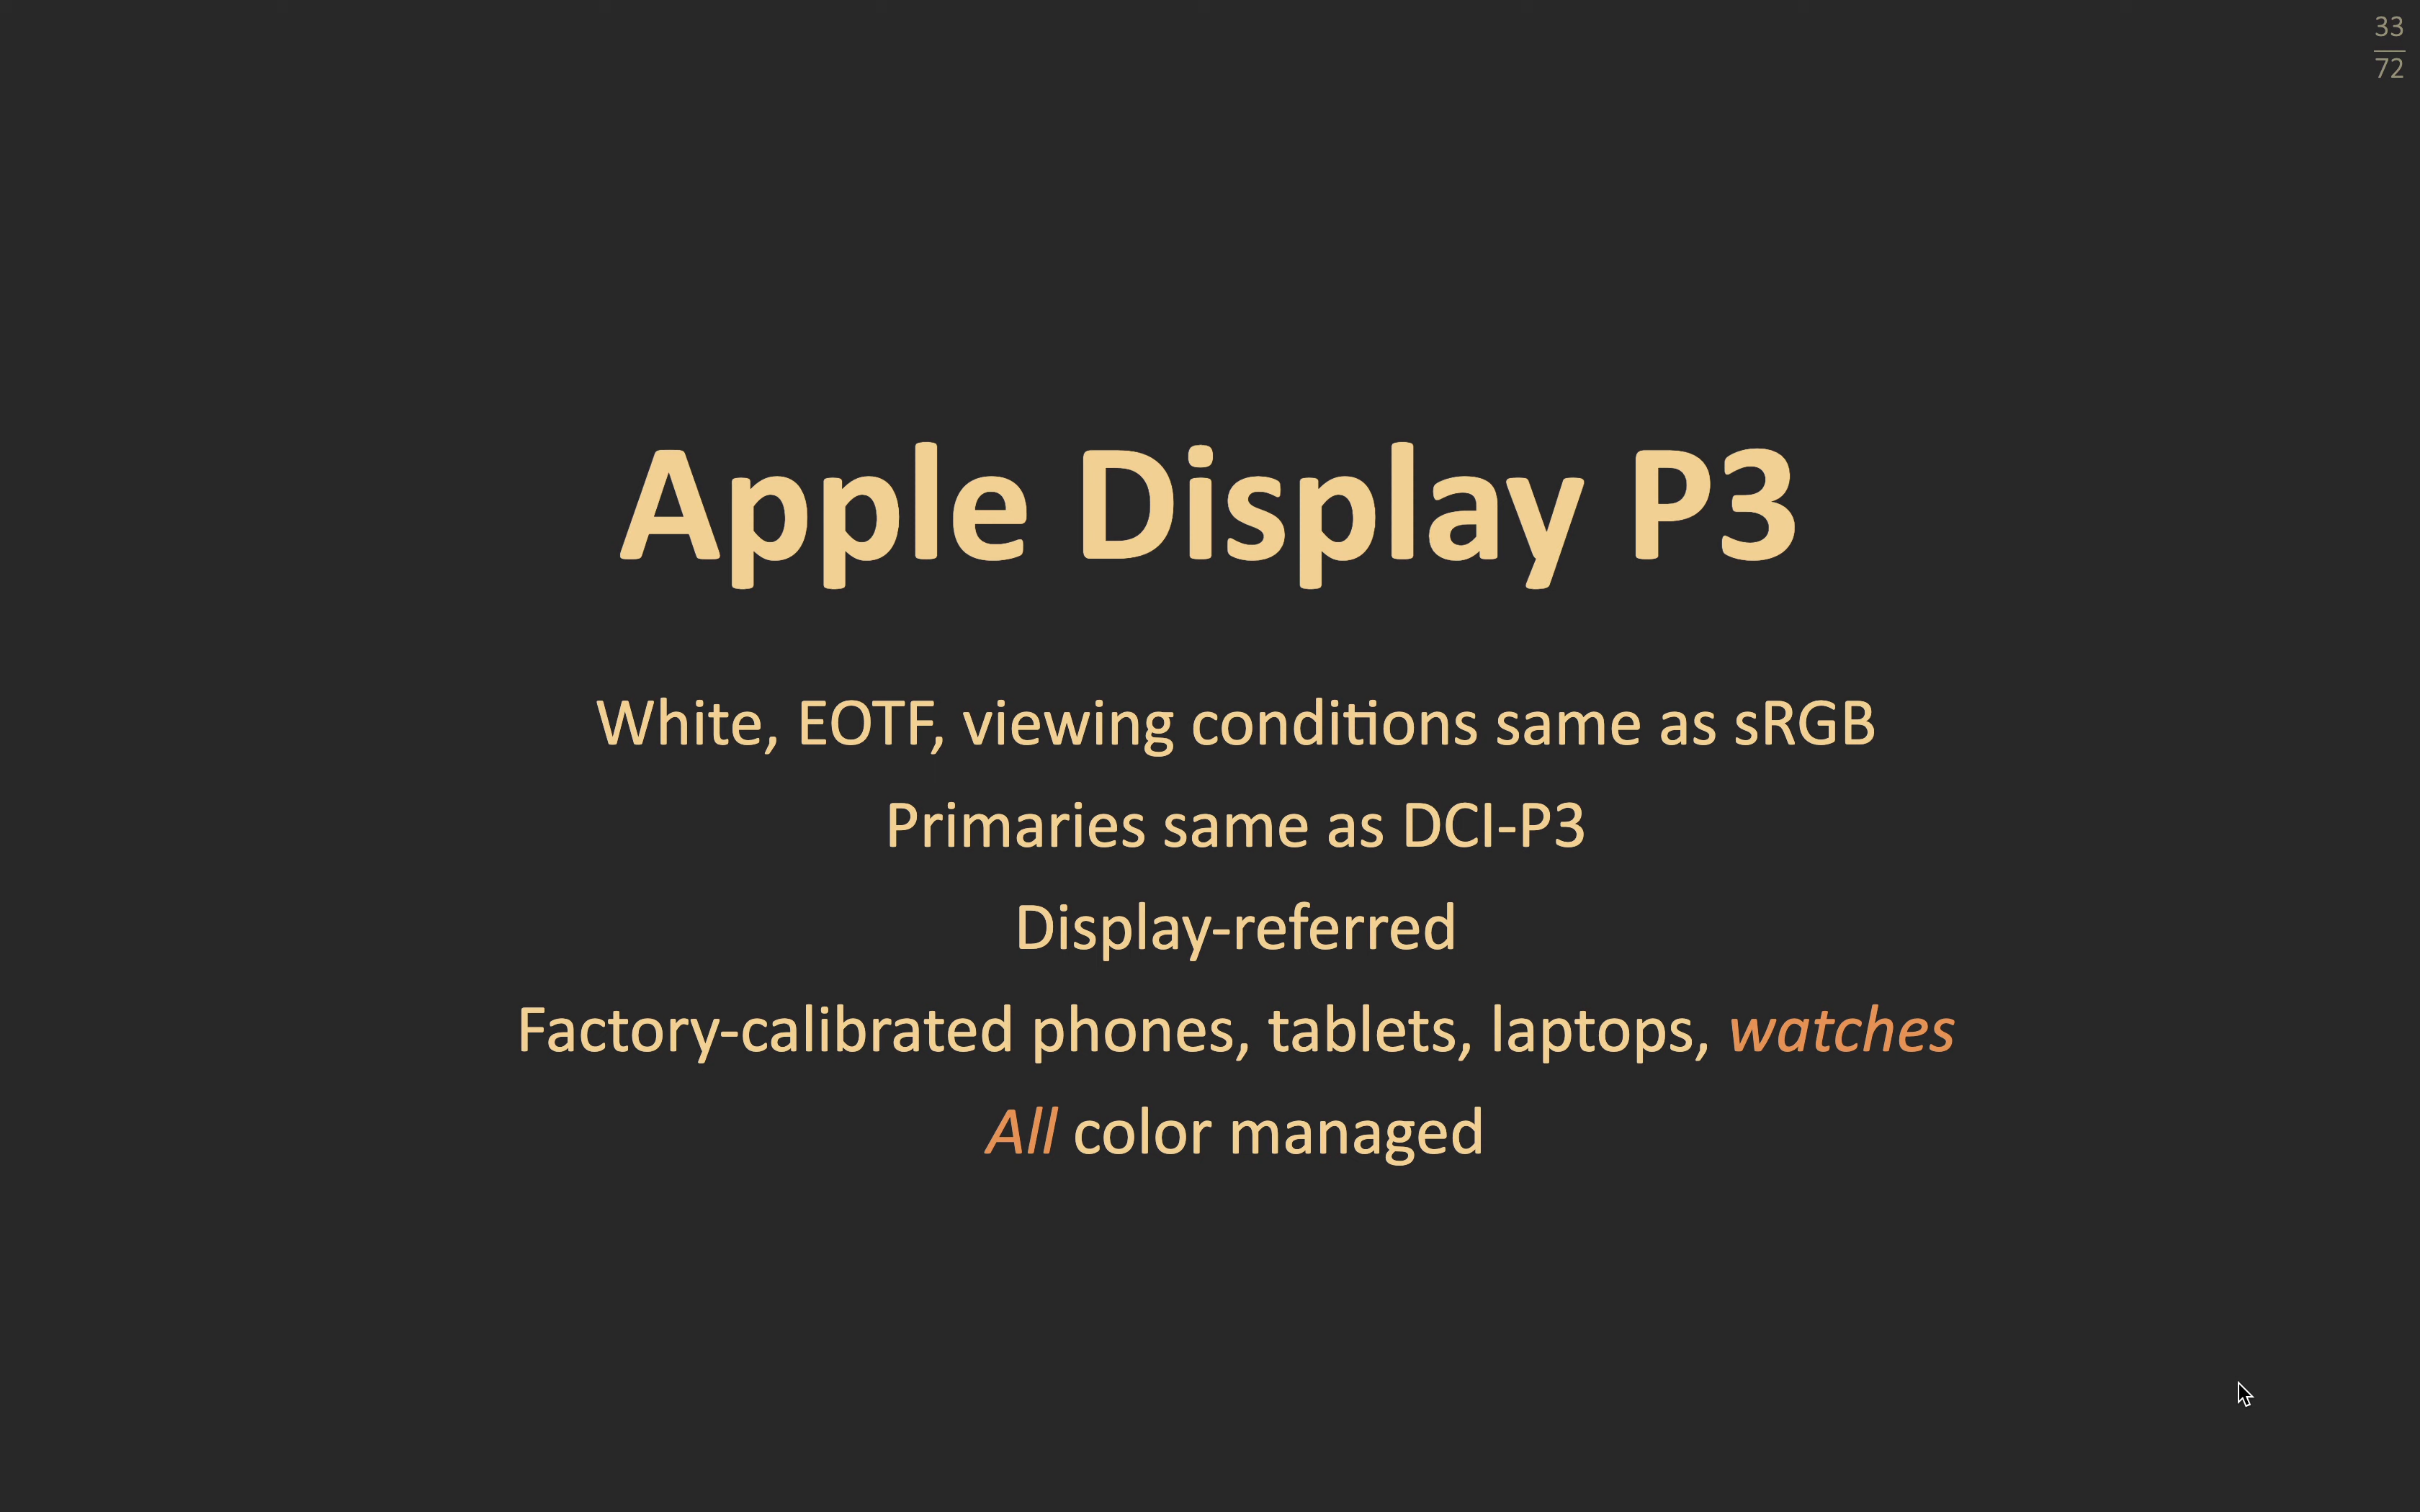 33
72
Apple Display P3
White, EOTF, viewing conditions same as sRGB
Primaries same as DCI-P3
Display-referred
Factory-calibrated phones, tablets, laptops, watches
All color managed